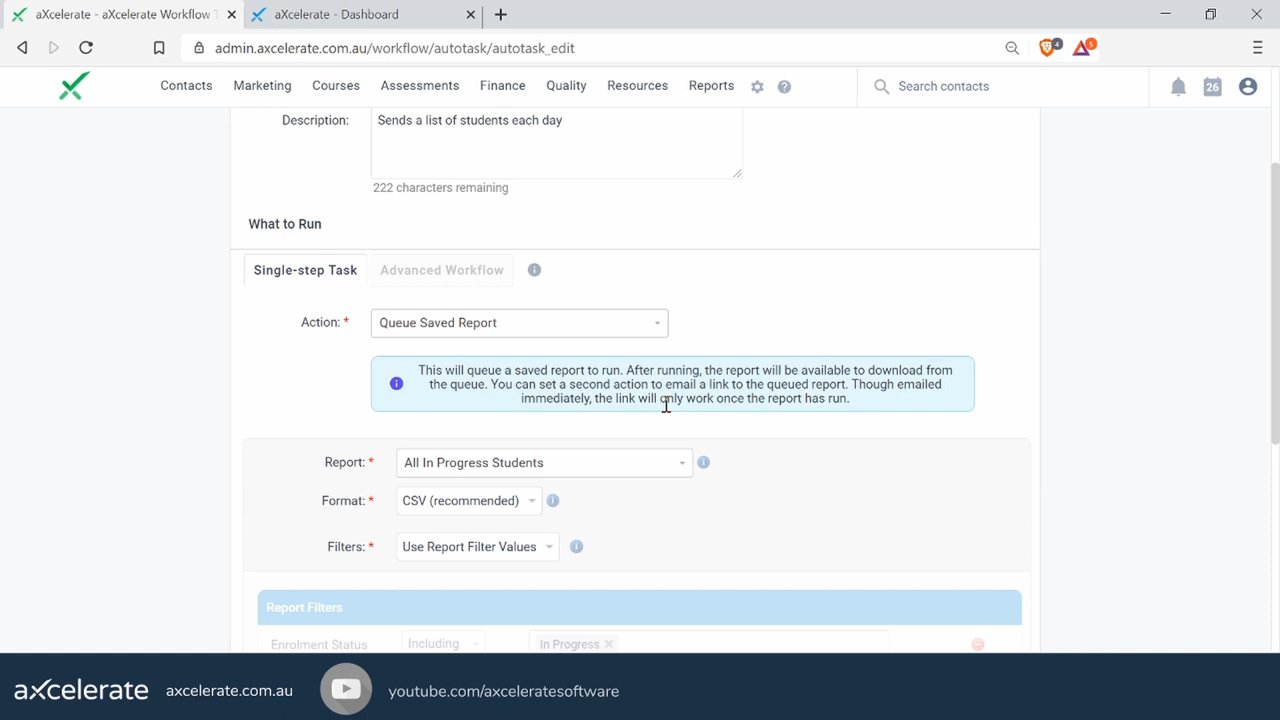 aXcelerate - aXcelerate Workflow T
aXcelerate - Dashboard
admin.axcelerate.com.au/workflow/autotask/autotask_edit
4
5
Contacts Marketing Courses Assessments Finance Quality Resources Reports
Search contacts
26
Description:
Sends a list of students each day
222 characters remaining
What to Run
Single-step Task
Advanced Workflow
Action: *
Queue Saved Report
This will queue a saved report to run. After running, the report will be available to download from
the queue. You can set a second action to email a link to the queued report. Though emailed
immediately, the link will only work once the report has run.
Report: *
All In Progress Students
Format: *
CSV (recommended)
Filters: *
Use Report Filter Values
Report Filters
Enrolment Status
Including
In Progress
axcelerate
axcelerate.com.au
youtube.com/axceleratesoftware